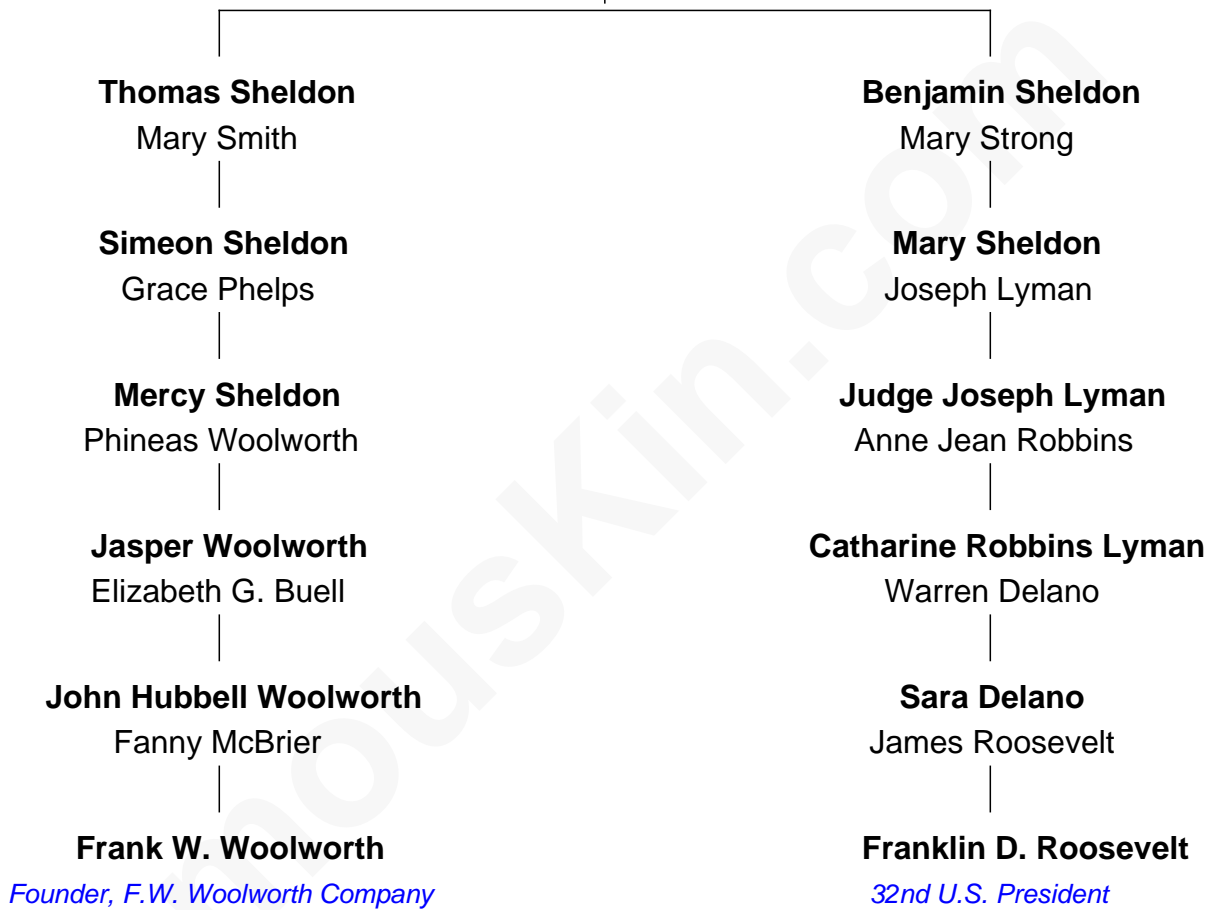 Thomas Sheldon
Mary Smith
Benjamin Sheldon
Mary Strong
Simeon Sheldon
Grace Phelps
Mary Sheldon
Joseph Lyman
Mercy Sheldon
Phineas Woolworth
Judge Joseph Lyman
Anne Jean Robbins
Jasper Woolworth
Elizabeth G. Buell
Catharine Robbins Lyman
Warren Delano
John Hubbell Woolworth
Fanny McBrier
Sara Delano
James Roosevelt
Frank W. Woolworth
Founder, F.W. Woolworth Company
Franklin D. Roosevelt
32nd U.S. President
mousKin.com